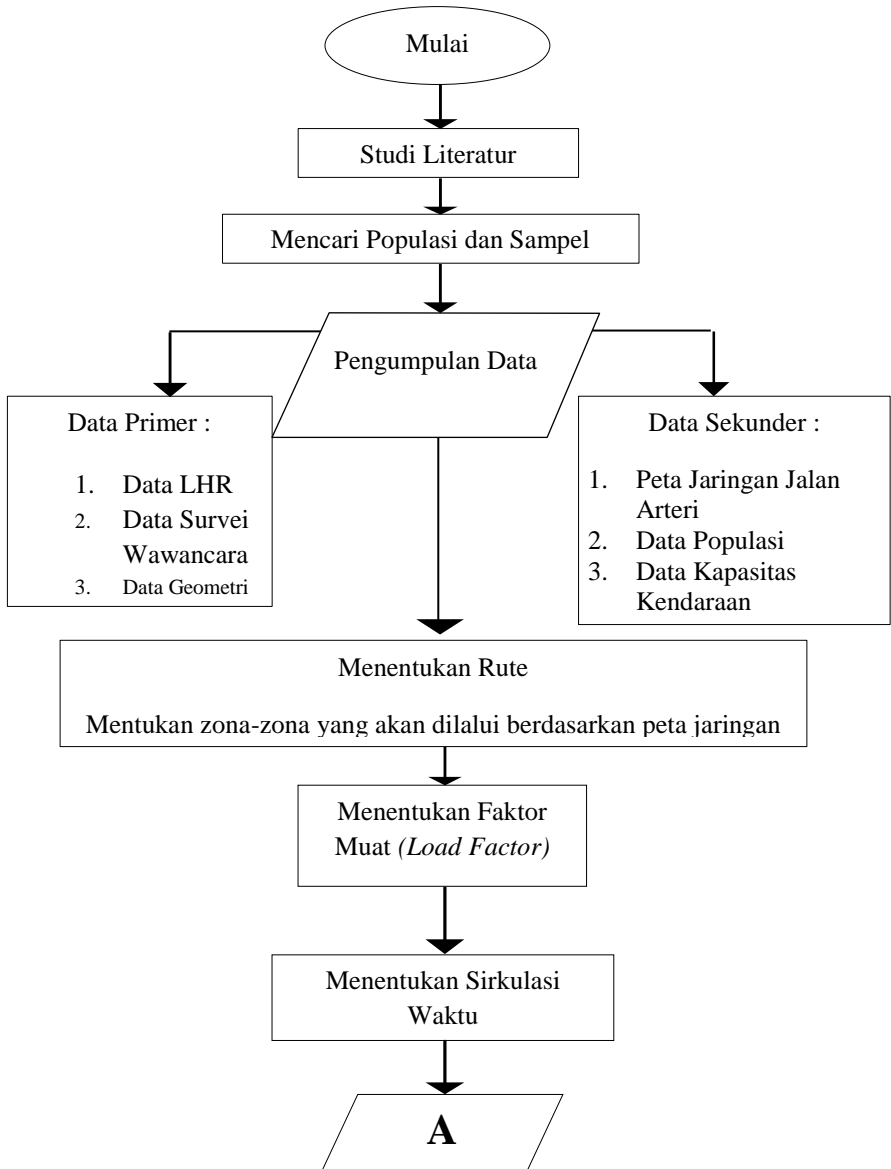 Mulai
Studi Literatur
Mencari Populasi dan Sampel
Pengumpulan Data
Data Primer :
1. Data LHR
2. Data Survei
Wawancara
3. Data Geometri
Data Sekunder :
1. Peta Jaringan Jalan
Arteri
2. Data Populasi
3. Data Kapasitas
Kendaraan
Menentukan Rute
Mentukan zona-zona yang akan dilalui berdasarkan peta jaringan
Menentukan Faktor
Muat (Load Factor)
Menentukan Sirkulasi
Waktu
A